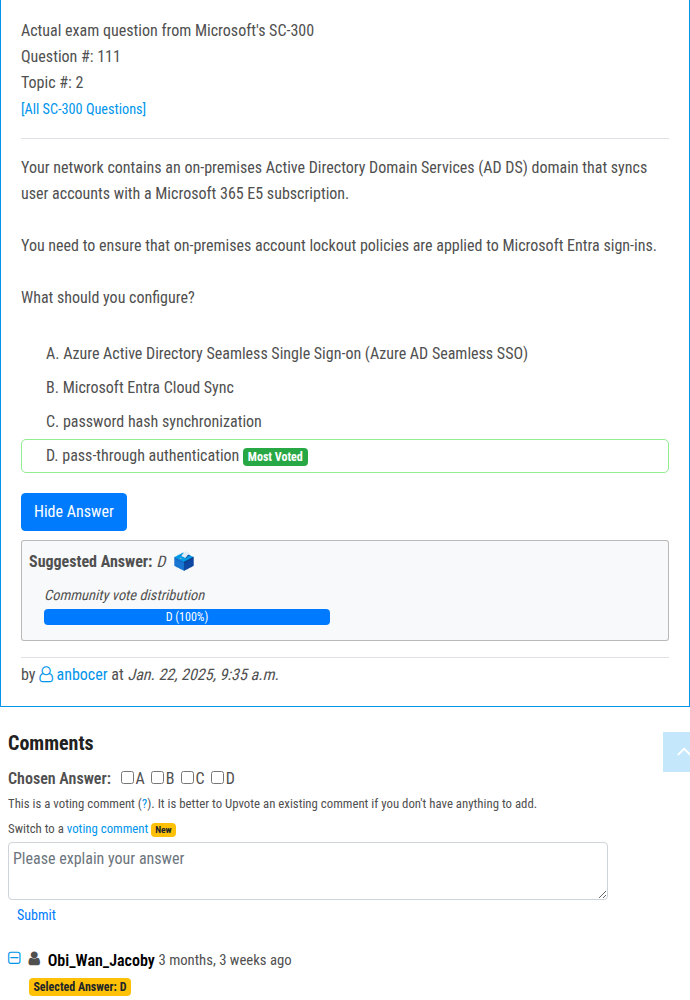 Actual exam question from Microsoft's SC-300
Question #: 111
Topic #: 2
[All SC-300 Questions]
Your network contains an on-premises Active Directory Domain Services (AD DS) domain that syncs
user accounts with a Microsoft 365 E5 subscription.
You need to ensure that on-premises account lockout policies are applied to Microsoft Entra sign-ins.
What should you configure?
A. Azure Active Directory Seamless Single Sign-on (Azure AD Seamless SSO)
B. Microsoft Entra Cloud Sync
C. password hash synchronization
D. pass-through authentication Most Voted
Hide Answer
Suggested Answer: D
Community vote distribution
D (100%)
by anbocer at Jan. 22, 2025, 9:35 a.m.
Comments
Chosen Answer: A B C D
This is a voting comment (?). It is better to Upvote an existing comment if you don't have anything to add.
Switch to a voting comment New
Please explain your answer
Submit
Obi_Wan_Jacoby 3 months, 3 weeks ago
Selected Answer: D